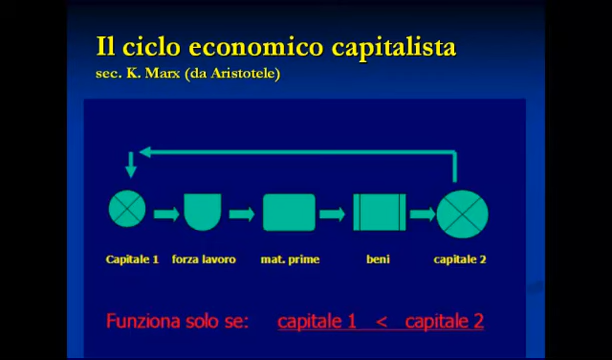 Il ciclo economico capitalista
sec. K. Marx (da Aristotele)
Capitale 1 forza lavoro mat. prime beni capitale 2
Funziona solo se: capitale 1 < capitale 2